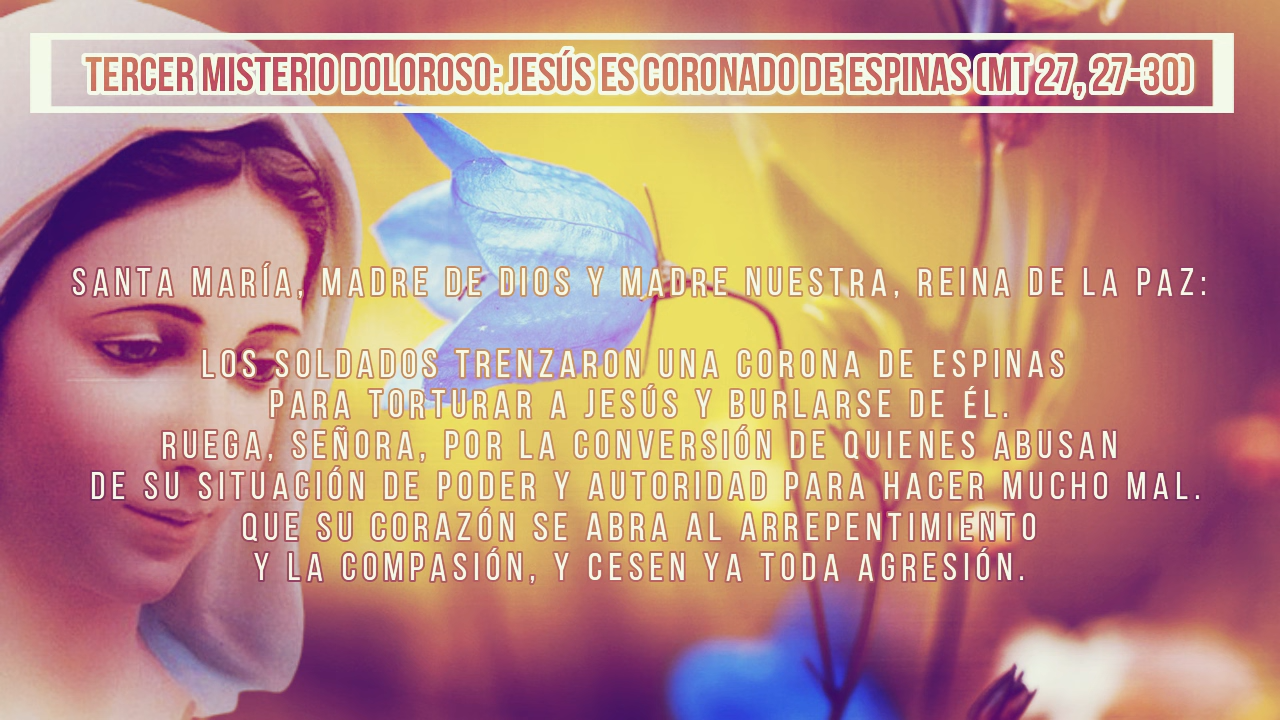 TERCER MISTERIO DOLOROSO: JESÚS ES CORONADO DE ESPINAS (MT 27, 27-30)
SANTA MARÍA, MADRE DE DIOS Y MADRE NUESTRA, REINA DE LA PAZ:
LOS SOLDADOS TRENZARON UNA CORONA DE ESPINAS
PARA TORTURAR A JESÚS Y BURLARSE DE ÉL.
RUEGA, SEÑORA, POR LA CONVERSIÓN DE QUIENES ABUSAN
DE SU SITUACIÓN DE PODER Y AUTORIDAD PARA HACER MUCHO MAL.
QUE SU CORAZÓN SE ABRA AL ARREPENTIMIENTO
Y LA COMPASIÓN, Y CESEN YA TODA AGRESIÓN.